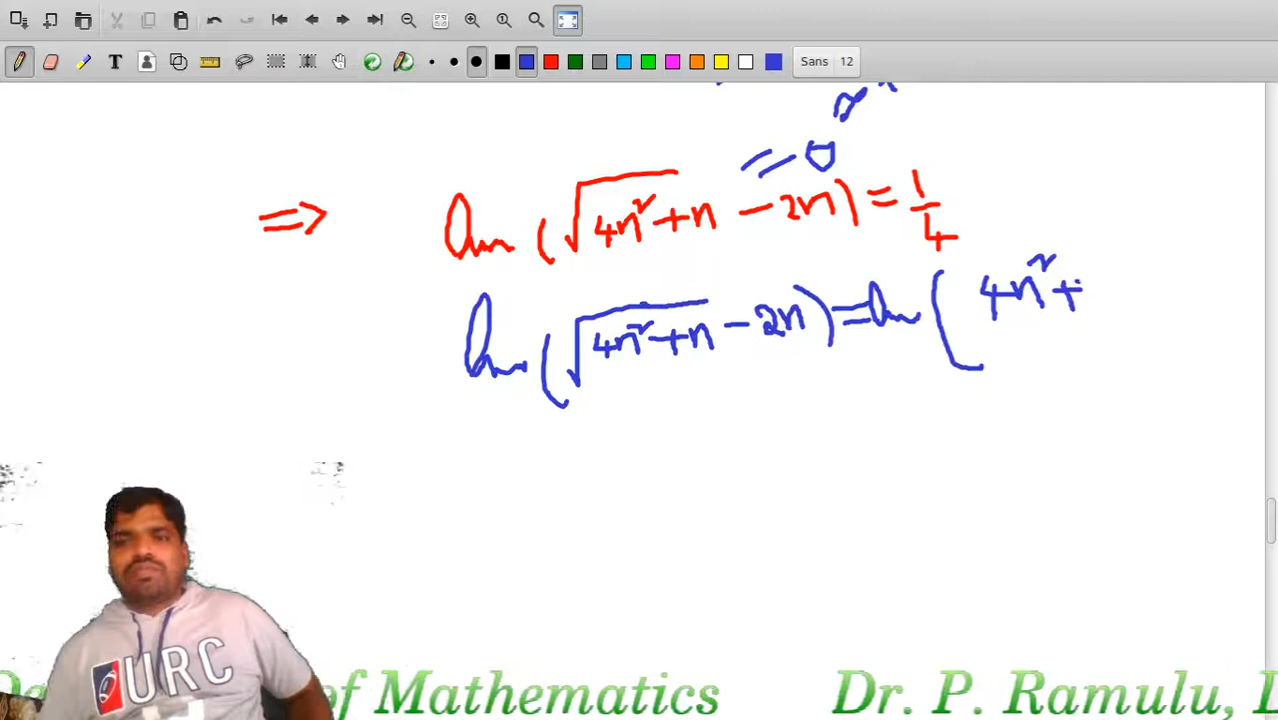 Sans 12
= 0
⇒ lim (√(4n²+n) − 2n) = 1/4
lim (√(4n²+n) − 2n) = lim ( 4n²+
URC
of Mathematics Dr. P. Ramulu,